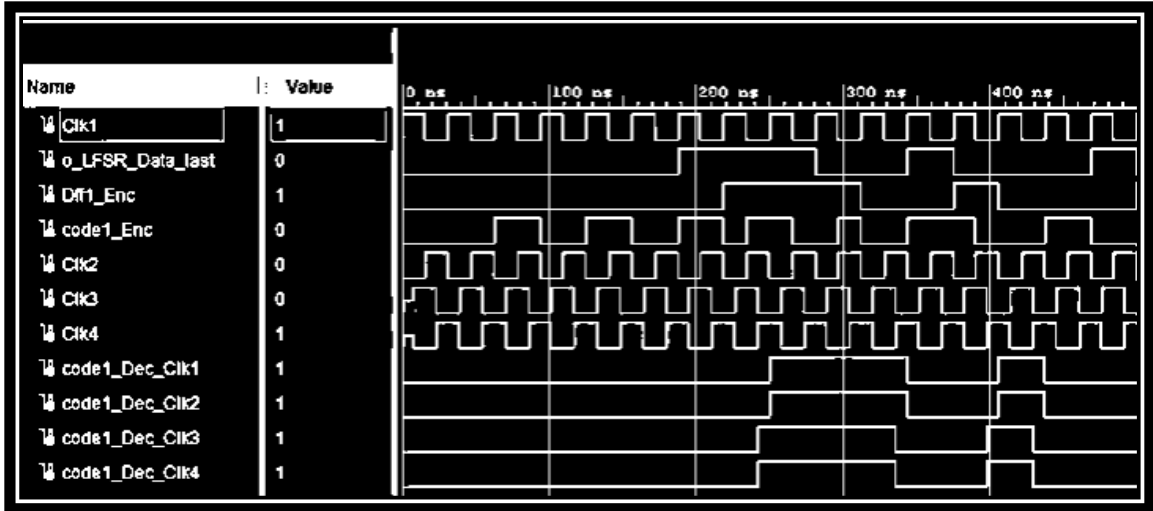 Name Value 0 ns 100 ns 200 ns 300 ns 400 ns
Clk1 1
o_LFSR_Data_last 0
Dff1_Enc 1
code1_Enc 0
Clk2 0
Clk3 0
Clk4 1
code1_Dec_Clk1 1
code1_Dec_Clk2 1
code1_Dec_Clk3 1
code1_Dec_Clk4 1